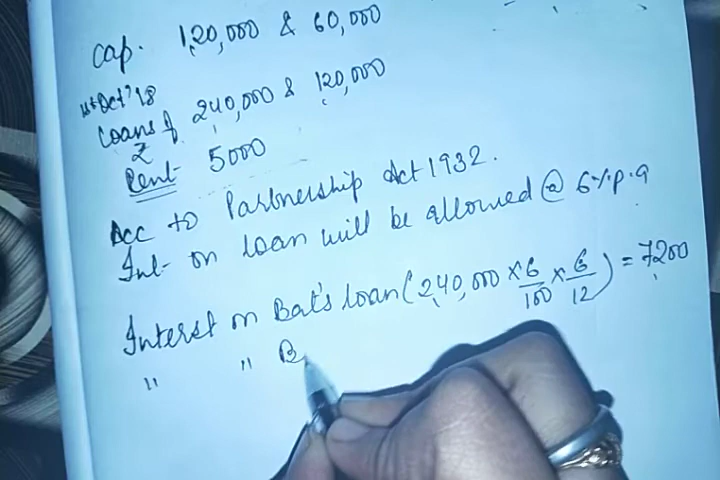 Cap. 1,20,000 & 60,000
1st Oct' 18
Loans of 240,000 & 120,000
Rent 5000
Acc to Partnership Act 1932.
Int- on loan will be allowed @ 6%p.a
Interest on Bat's loan (240,000 × 6/100 × 6/12) = 7200
" " B